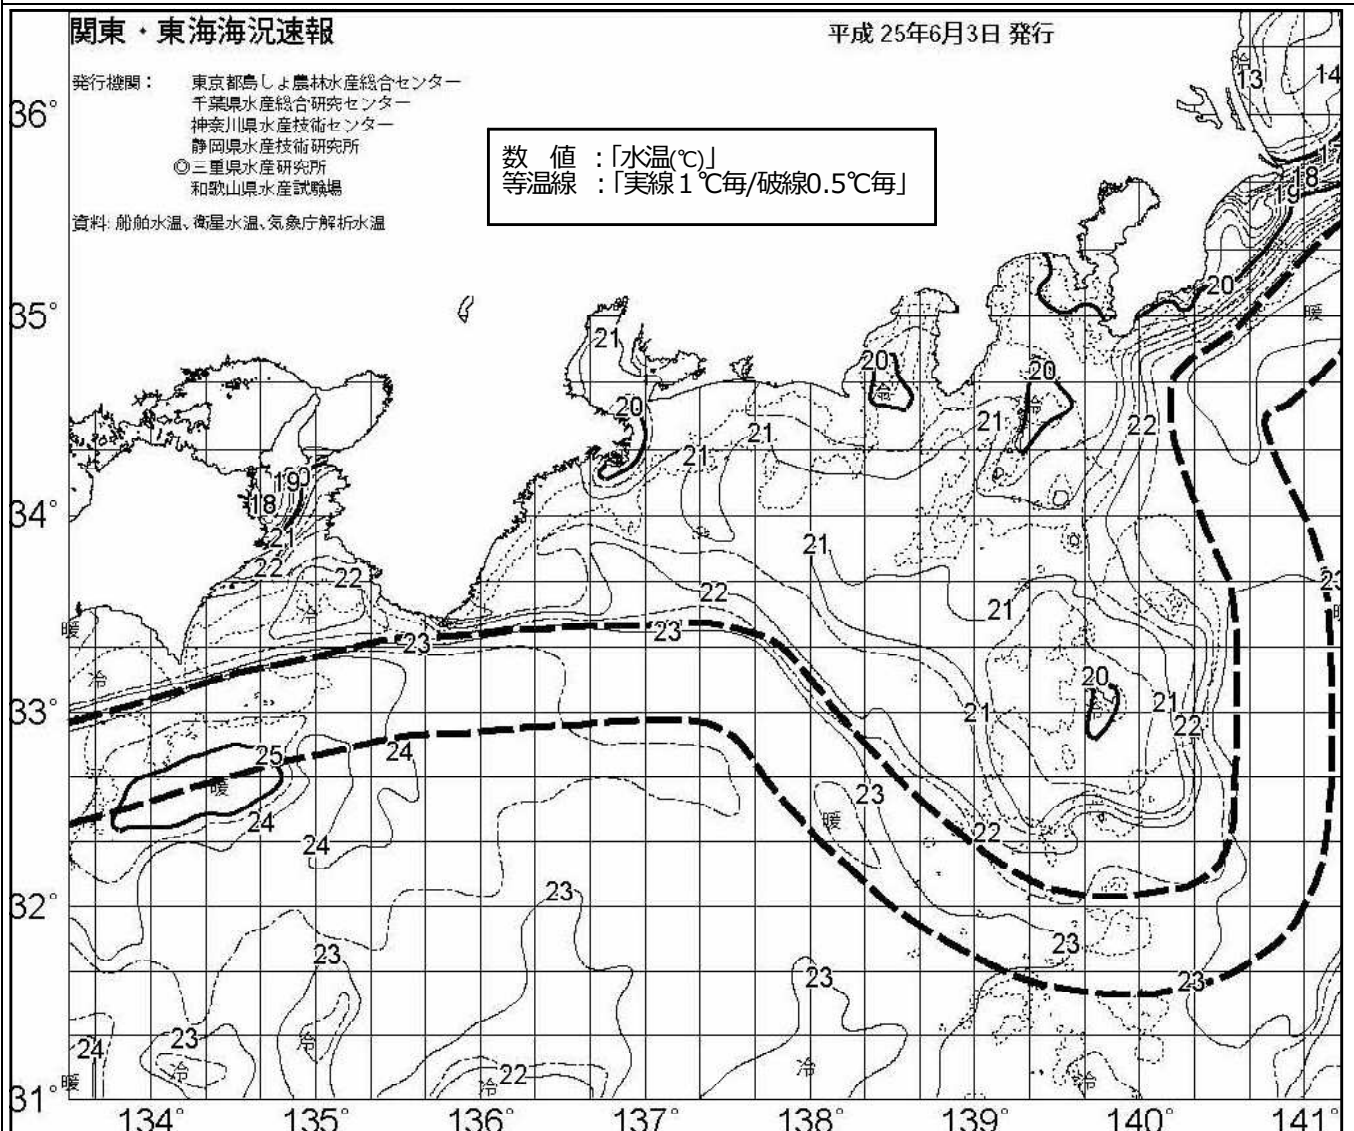 関東・東海海況速報
平成 25年6月3日 発行
発行機関： 東京都島しょ農林水産総合センター
千葉県水産総合研究センター
神奈川県水産技術センター
静岡県水産技術研究所
◎三重県水産研究所
和歌山県水産試験場
資料: 船舶水温、衛星水温、気象庁解析水温
数 値 ：「水温(℃)」
等温線 ：「実線１℃毎/破線0.5℃毎」
冷
13
14
36°
18
19
20
暖
35°
21
20
20
冷
20
冷
20
21
21
21
22
19
18
34°
21
21
22
22
冷
22
21
23
暖
暖
23
23
冷
20
冷
21
21
22
33°
25
24
暖
24
24
23
暖
22
32°
23
23
23
23
23
23
冷
24
冷
暖
22
冷
冷
冷
31°
134° 135° 136° 137° 138° 139° 140° 141°